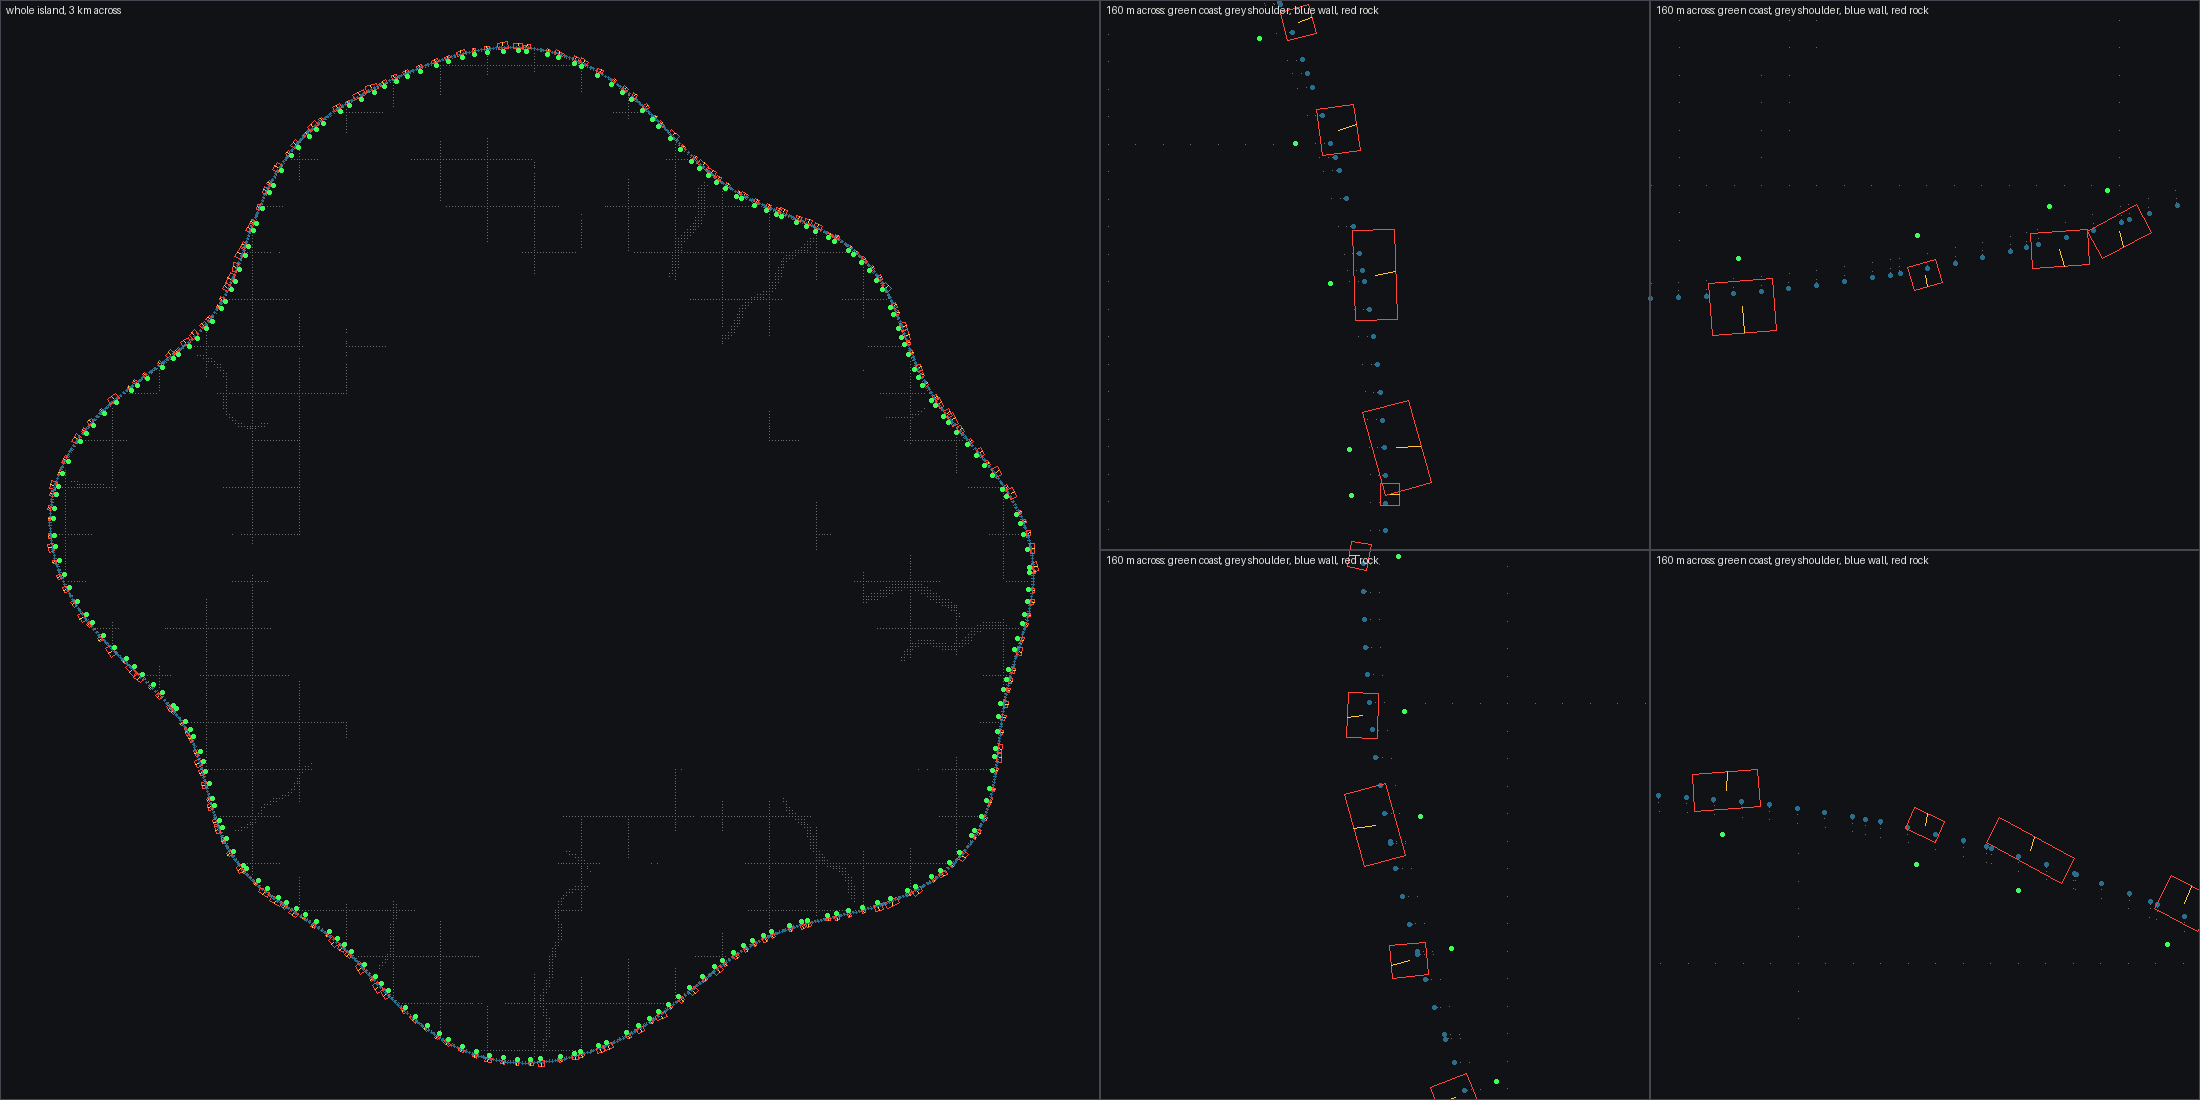 whole island, 3 km across
160 m across: green coast, grey shoulder, blue wall, red rock
160 m across: green coast, grey shoulder, blue wall, red rock
160 m across: green coast, grey shoulder, blue wall, red rock
160 m across: green coast, grey shoulder, blue wall, red rock